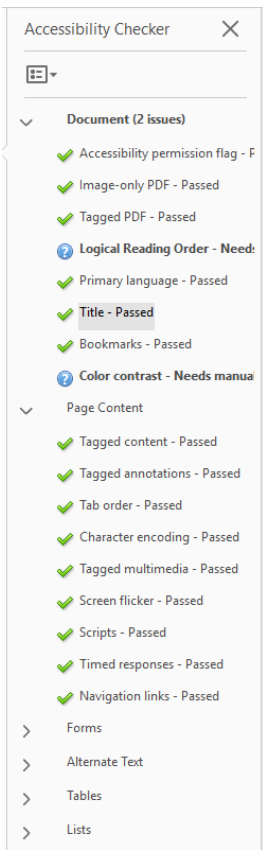 Accessibility Checker
Document (2 issues)
Accessibility permission flag - P
Image-only PDF - Passed
Tagged PDF - Passed
Logical Reading Order - Needs
Primary language - Passed
Title - Passed
Bookmarks - Passed
Color contrast - Needs manual
Page Content
Tagged content - Passed
Tagged annotations - Passed
Tab order - Passed
Character encoding - Passed
Tagged multimedia - Passed
Screen flicker - Passed
Scripts - Passed
Timed responses - Passed
Navigation links - Passed
Forms
Alternate Text
Tables
Lists